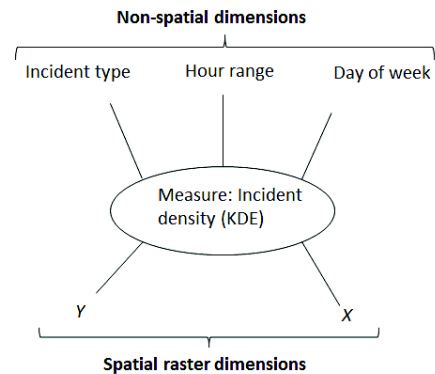 Non-spatial dimensions
Incident type Hour range Day of week
Measure: Incident
density (KDE)
Y X
Spatial raster dimensions